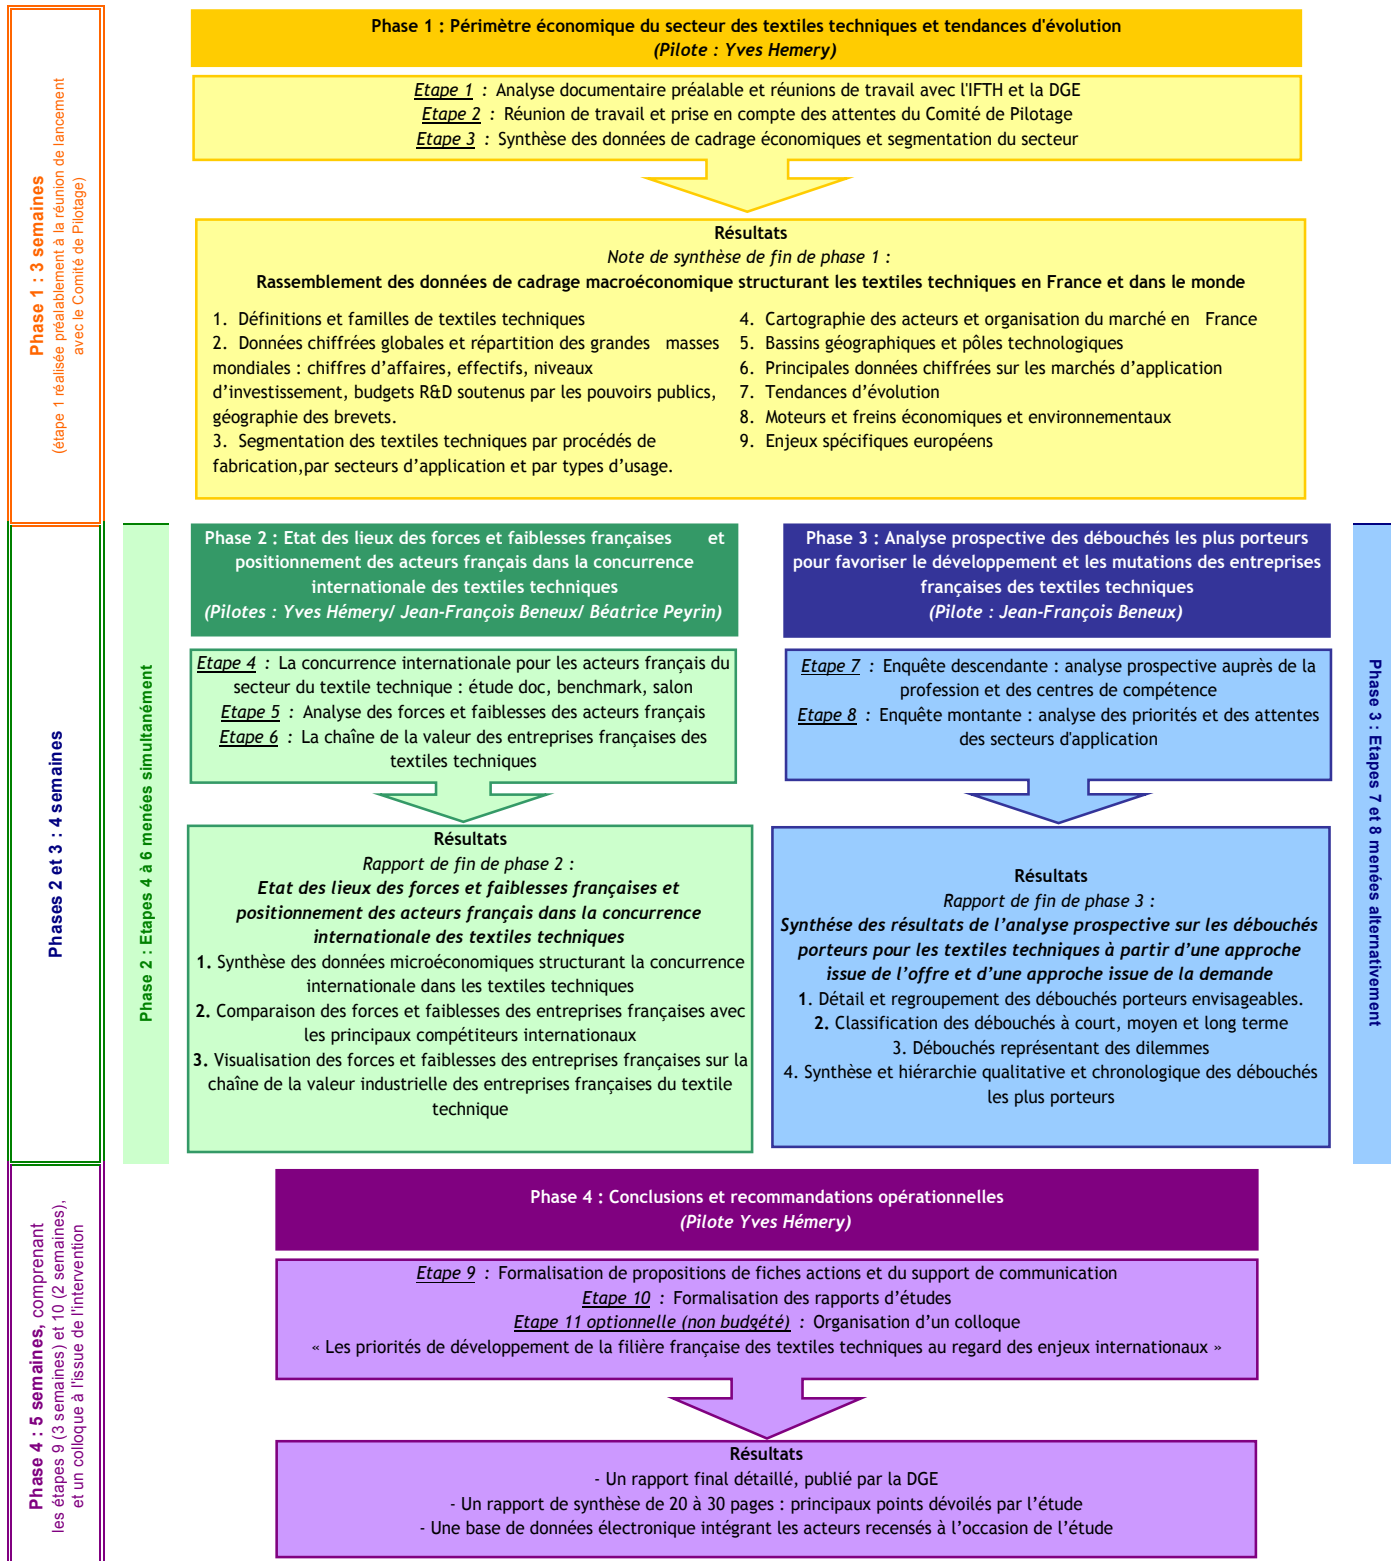 Phase 1 : Périmètre économique du secteur des textiles techniques et tendances d'évolution
(Pilote : Yves Hemery)
Etape 1 : Analyse documentaire préalable et réunions de travail avec l'IFTH et la DGE
Etape 2 : Réunion de travail et prise en compte des attentes du Comité de Pilotage
Etape 3 : Synthèse des données de cadrage économiques et segmentation du secteur
Phase 1 : 3 semaines
(étape 1 réalisée préalablement à la réunion de lancement
avec le Comité de Pilotage)
Résultats
Note de synthèse de fin de phase 1 :
Rassemblement des données de cadrage macroéconomique structurant les textiles techniques en France et dans le monde
1. Définitions et familles de textiles techniques
2. Données chiffrées globales et répartition des grandes masses
mondiales : chiffres d'affaires, effectifs, niveaux
d'investissement, budgets R&D soutenus par les pouvoirs publics,
géographie des brevets.
3. Segmentation des textiles techniques par procédés de
fabrication,par secteurs d'application et par types d'usage.
4. Cartographie des acteurs et organisation du marché en France
5. Bassins géographiques et pôles technologiques
6. Principales données chiffrées sur les marchés d'application
7. Tendances d'évolution
8. Moteurs et freins économiques et environnementaux
9. Enjeux spécifiques européens
Phases 2 et 3 : 4 semaines
Phase 2 : Etapes 4 à 6 menées simultanément
Phase 2 : Etat des lieux des forces et faiblesses françaises et
positionnement des acteurs français dans la concurrence
internationale des textiles techniques
(Pilotes : Yves Hémery/ Jean-François Beneux/ Béatrice Peyrin)
Etape 4 : La concurrence internationale pour les acteurs français du
secteur du textile technique : étude doc, benchmark, salon
Etape 5 : Analyse des forces et faiblesses des acteurs français
Etape 6 : La chaîne de la valeur des entreprises françaises des
textiles techniques
Résultats
Rapport de fin de phase 2 :
Etat des lieux des forces et faiblesses françaises et
positionnement des acteurs français dans la concurrence
internationale des textiles techniques
1. Synthèse des données microéconomiques structurant la concurrence
internationale dans les textiles techniques
2. Comparaison des forces et faiblesses des entreprises françaises avec
les principaux compétiteurs internationaux
3. Visualisation des forces et faiblesses des entreprises françaises sur la
chaîne de la valeur industrielle des entreprises françaises du textile
technique
Phase 3 : Analyse prospective des débouchés les plus porteurs
pour favoriser le développement et les mutations des entreprises
françaises des textiles techniques
(Pilote : Jean-François Beneux)
Etape 7 : Enquête descendante : analyse prospective auprès de la
profession et des centres de compétence
Etape 8 : Enquête montante : analyse des priorités et des attentes
des secteurs d'application
Résultats
Rapport de fin de phase 3 :
Synthése des résultats de l'analyse prospective sur les débouchés
porteurs pour les textiles techniques à partir d'une approche
issue de l'offre et d'une approche issue de la demande
1. Détail et regroupement des débouchés porteurs envisageables.
2. Classification des débouchés à court, moyen et long terme
3. Débouchés représentant des dilemmes
4. Synthèse et hiérarchie qualitative et chronologique des débouchés
les plus porteurs
Phase 3 : Etapes 7 et 8 menées alternativement
Phase 4 : 5 semaines, comprenant
les étapes 9 (3 semaines) et 10 (2 semaines),
et un colloque à l'issue de l'intervention
Phase 4 : Conclusions et recommandations opérationnelles
(Pilote Yves Hémery)
Etape 9 : Formalisation de propositions de fiches actions et du support de communication
Etape 10 : Formalisation des rapports d'études
Etape 11 optionnelle (non budgété) : Organisation d'un colloque
« Les priorités de développement de la filière française des textiles techniques au regard des enjeux internationaux »
Résultats
- Un rapport final détaillé, publié par la DGE
- Un rapport de synthèse de 20 à 30 pages : principaux points dévoilés par l'étude
- Une base de données électronique intégrant les acteurs recensés à l'occasion de l'étude